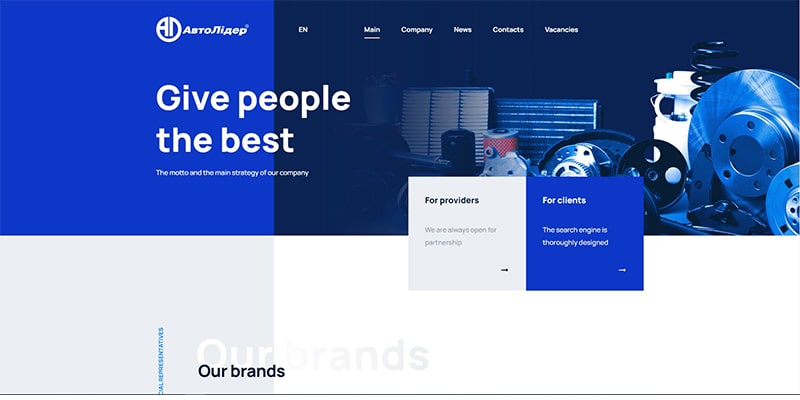 АвтоЛідер®
EN
Main
Company
News
Contacts
Vacancies
Give people
the best
The motto and the main strategy of our company
For providers
We are always open for
partnership
For clients
The search engine is
thoroughly designed
REPRESENTATIVES
Our brands
Our brands